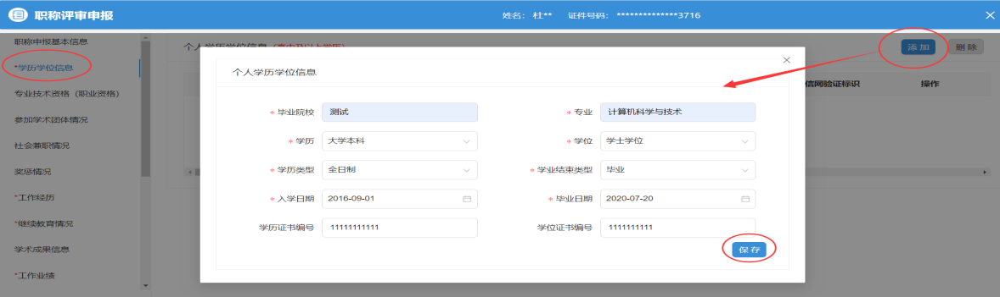 职称评审申报
姓名: 杜** 证件号码: **************3716
职称申报基本信息
*学历学位信息
专业技术资格（职业资格）
参加学术团体情况
社会兼职情况
奖惩情况
*工作经历
*继续教育情况
学术成果信息
*工作业绩
个人学历学位信息（高中及以上学历）
添加 删除
信网验证标识 操作
个人学历学位信息
* 毕业院校 测试 * 专业 计算机科学与技术
* 学历 大学本科 * 学位 学士学位
* 学历类型 全日制 * 学业结束类型 毕业
* 入学日期 2016-09-01 * 毕业日期 2020-07-20
学历证书编号 11111111111 学位证书编号 1111111111
保存